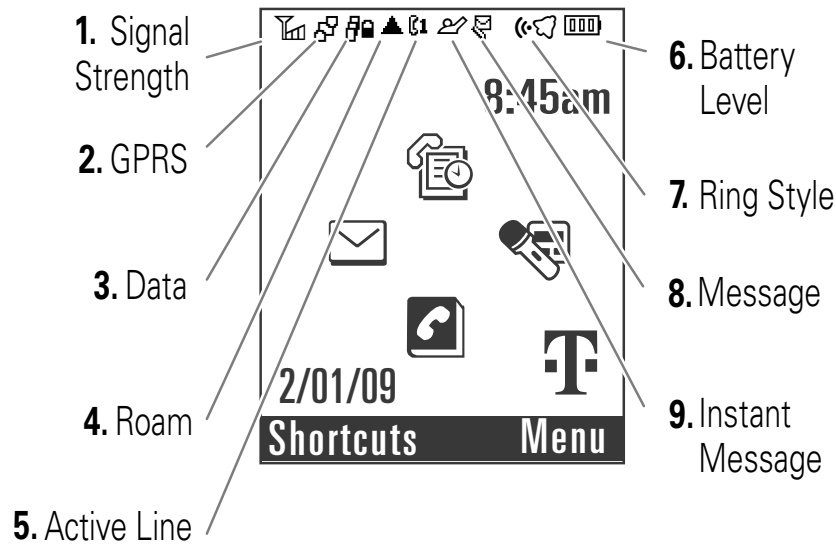 1. Signal
Strength
2. GPRS
3. Data
4. Roam
5. Active Line
1
8:45am
T
2/01/09
Shortcuts Menu
6. Battery
Level
7. Ring Style
8. Message
9. Instant
Message